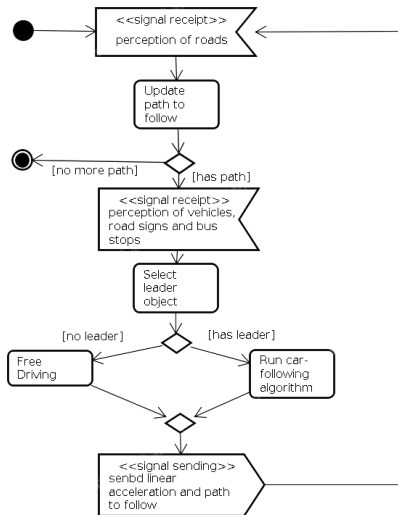 <<signal receipt>>
perception of roads
Update
path to
follow
[no more path]
[has path]
<<signal receipt>>
perception of vehicles,
road signs and bus
stops
Select
leader
object
[no leader]
[has leader]
Free
Driving
Run car-
following
algorithm
<<signal sending>>
senbd linear
acceleration and path
to follow